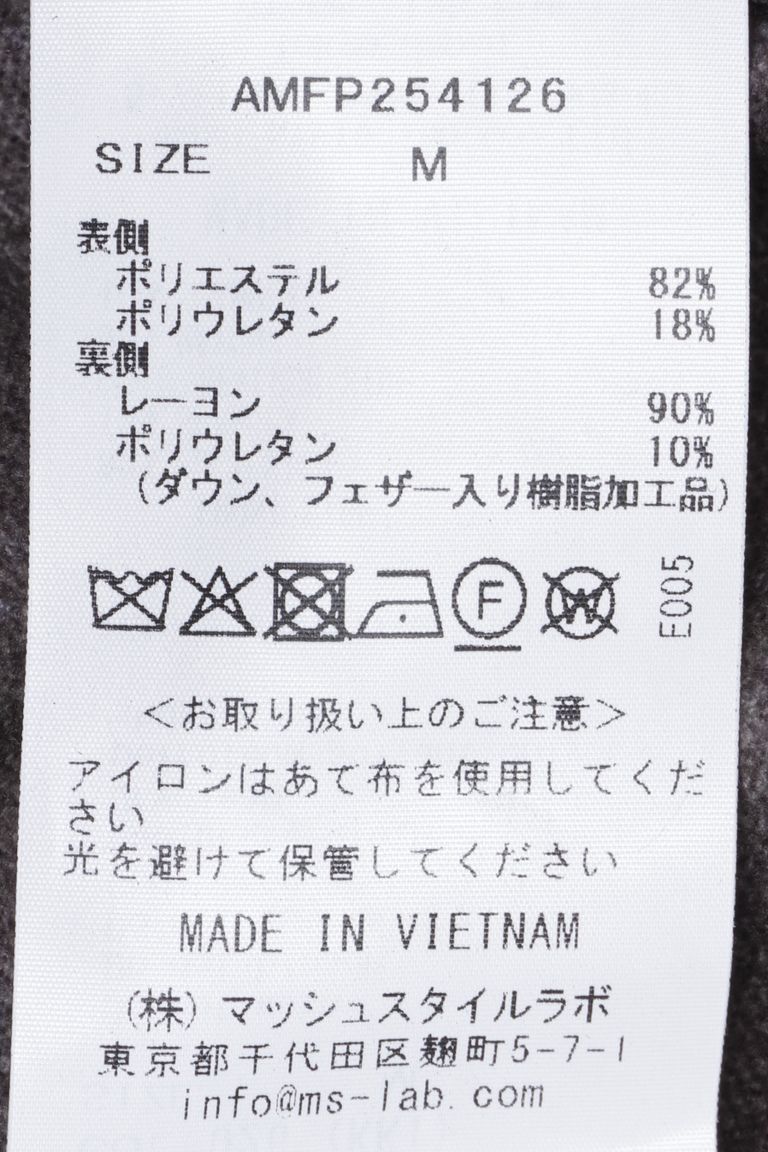 AMFP254126
SIZE M
表側
ポリエステル 82%
ポリウレタン 18%
裏側
レーヨン 90%
ポリウレタン 10%
(ダウン、フェザー入り樹脂加工品)
F W E005
<お取り扱い上のご注意>
アイロンはあて布を使用してくだ
さい
光を避けて保管してください
MADE IN VIETNAM
(株) マッシュスタイルラボ
東京都千代田区麹町5-7-1
info@ms-lab.com